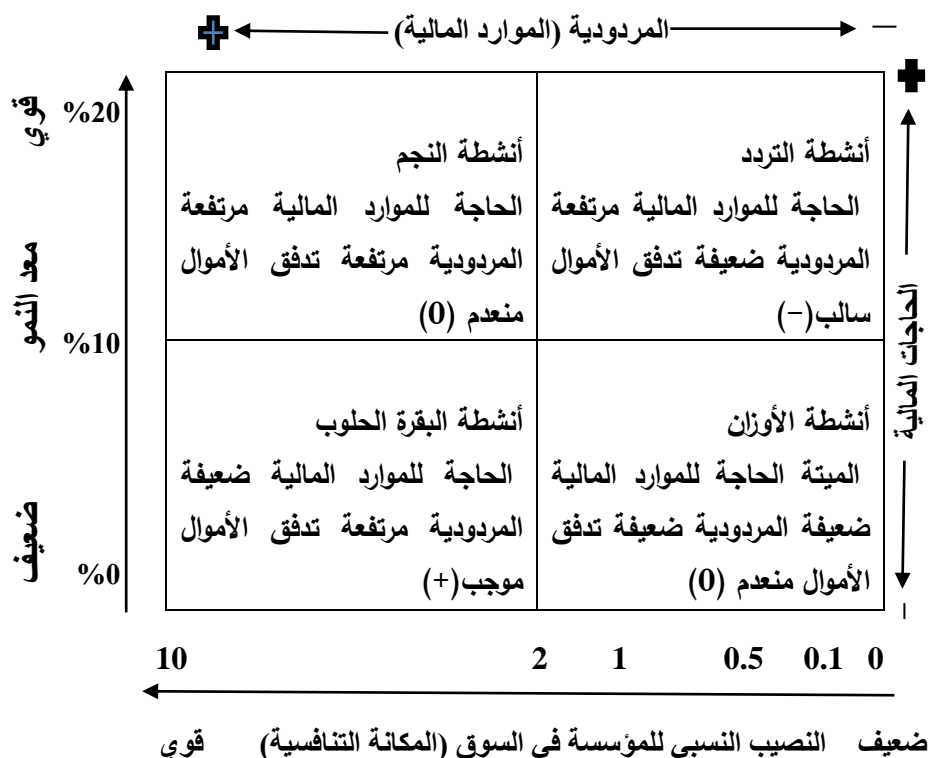 المردودية (الموارد المالية)
قوي
%20
أنشطة التردد
الحاجة للموارد المالية مرتفعة
المردودية ضعيفة تدفق الأموال
سالب(-)
أنشطة النجم
الحاجة للموارد المالية مرتفعة
المردودية مرتفعة تدفق الأموال
منعدم (0)
الحاجات المالية
معد النمو
%10
أنشطة الأوزان
الميتة الحاجة للموارد المالية
ضعيفة المردودية ضعيفة تدفق
الأموال منعدم (0)
أنشطة البقرة الحلوب
الحاجة للموارد المالية ضعيفة
المردودية مرتفعة تدفق الأموال
موجب(+)
ضعيف
%0
10 2 1 0.5 0.1 0
ضعيف النصيب النسبي للمؤسسة في السوق (المكانة التنافسية) قوي